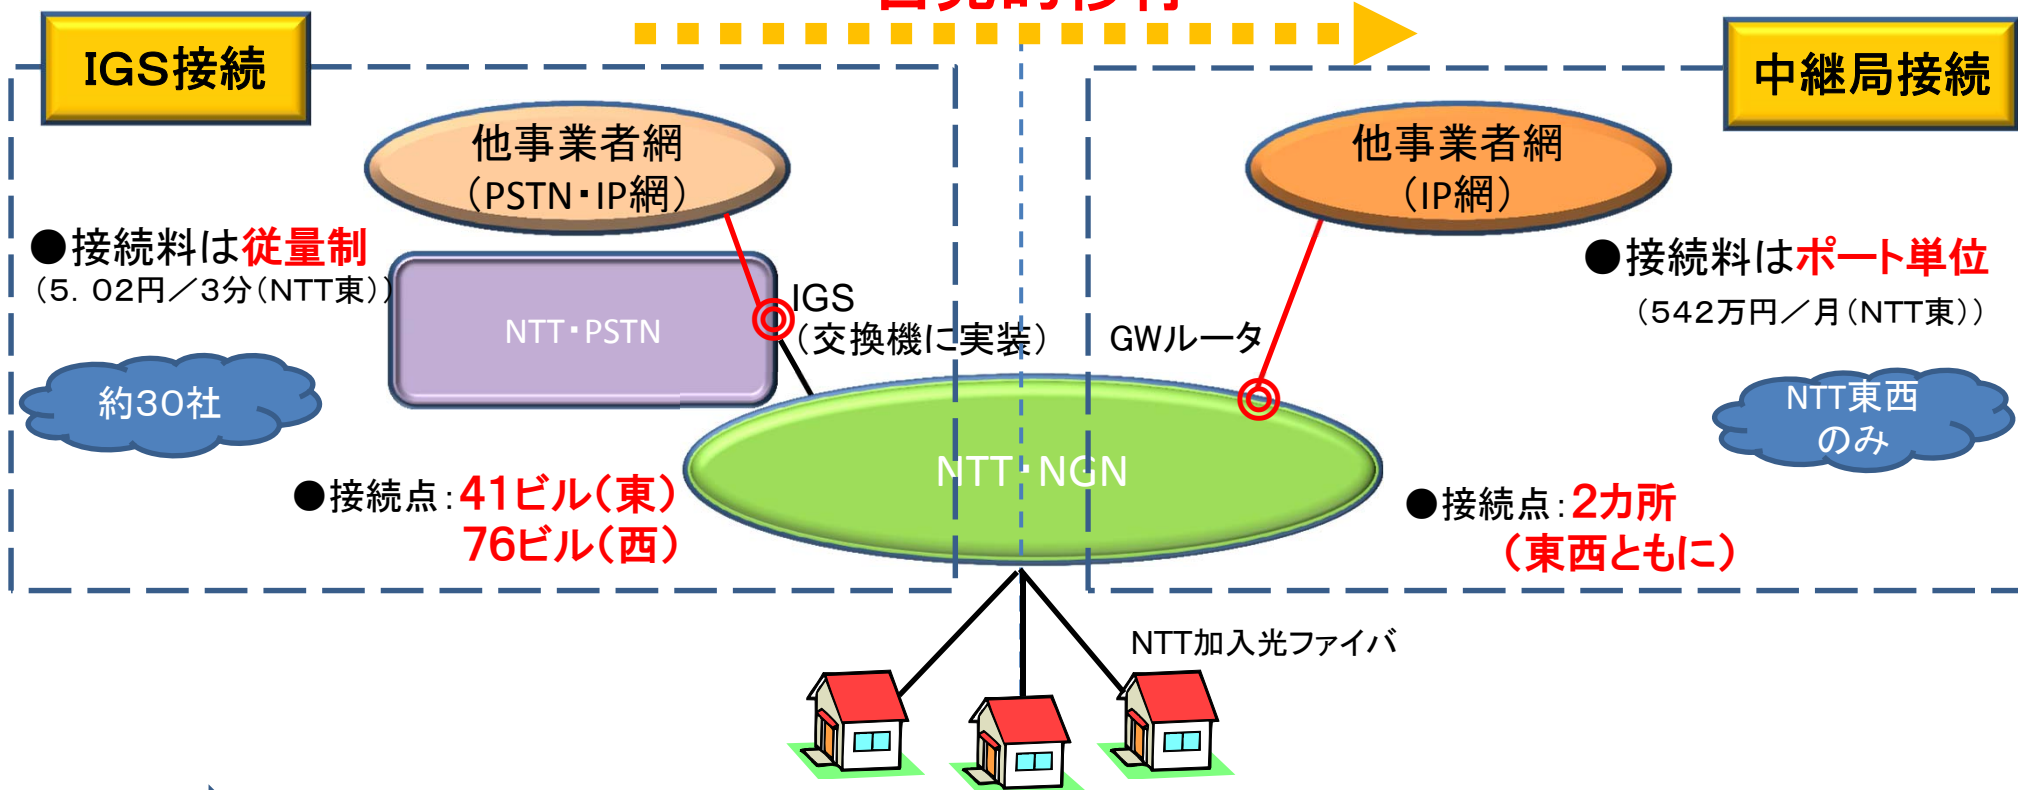 IGS接続
中継局接続
他事業者網
（PSTN・IP網）
他事業者網
（IP網）
●接続料は従量制
（5．02円／3分（NTT東））
●接続料はポート単位
（542万円／月（NTT東））
NTT・PSTN
IGS
（交換機に実装）
GWルータ
約30社
NTT東西
のみ
NTT・NGN
●接続点：41ビル（東）
76ビル（西）
●接続点：2カ所
（東西ともに）
NTT加入光ファイバ